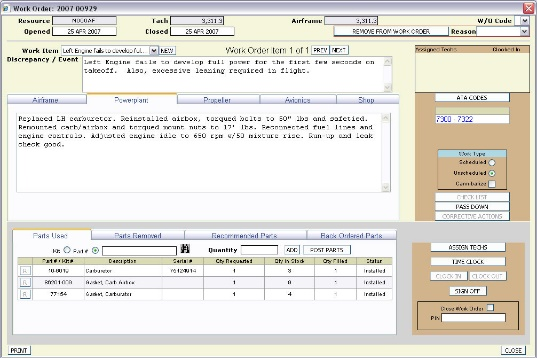 Work Order: 2007 00929
Resource N600AF Tach 3,311.3 Airframe 3,311.3 W/O Code
Opened 25 APR 2007 Closed 25 APR 2007 REMOVE FROM WORK ORDER Reason
Work Item Left Engine fails to develop full NEW Work Order Item 1 of 1 PREV NEXT
Assigned Techs Clocked In
Discrepancy / Event Left Engine fails to develop full power for the first few seconds on
takeoff. Also, excessive leaning required in flight.
Airframe Powerplant Propeller Avionics Shop
ATA CODES
7300 7322
Replaced LH carburetor. Reinstalled airbox, torqued bolts to 50" lbs and safetied.
Remounted carb/airbox and torqued mount nuts to 17' lbs. Reconnected fuel lines and
engine controls. Adjusted engine idle to 650 rpm w/50 mixture rise. Run up and leak
check good.
Work Type
Scheduled
Unscheduled
Cannibalize
CHECK LIST
PASS DOWN
CORRECTIVE ACTIONS
Parts Used Parts Removed Recommended Parts Back Ordered Parts
Kit Part # Quantity ADD POST PARTS
Part # / Kit # Description Serial # Qty Requested Qty In Stock Qty Filled Status
R Carburetor 1 3 1 Installed
R Gasket, Carb Airbox 1 8 1 Installed
R 77154 Gasket, Carburetor 1 4 1 Installed
ASSIGN TECHS
TIME CLOCK
CLOCK IN CLOCK OUT
SIGN OFF
Close Work Order
Pin
PRINT CLOSE